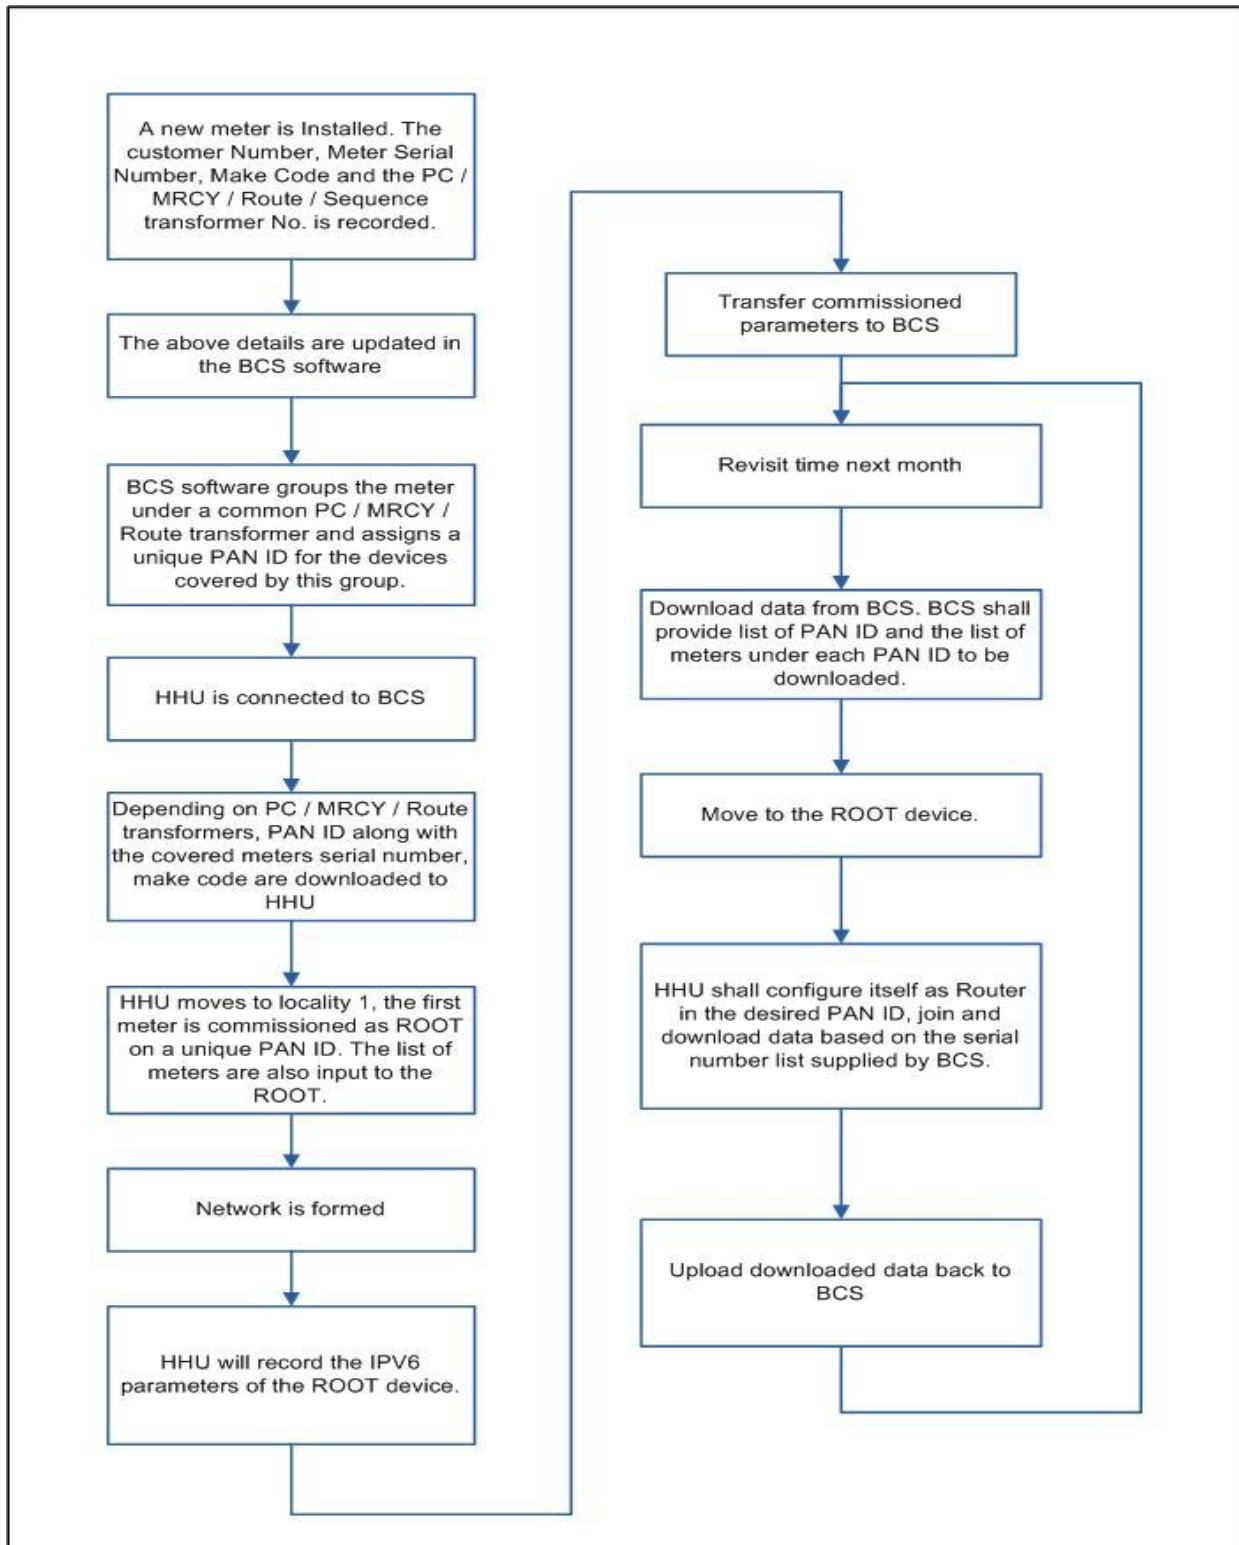 A new meter is Installed. The
customer Number, Meter Serial
Number, Make Code and the PC /
MRCY / Route / Sequence
transformer No. is recorded.
The above details are updated in
the BCS software
BCS software groups the meter
under a common PC / MRCY /
Route transformer and assigns a
unique PAN ID for the devices
covered by this group.
HHU is connected to BCS
Depending on PC / MRCY / Route
transformers, PAN ID along with
the covered meters serial number,
make code are downloaded to
HHU
HHU moves to locality 1, the first
meter is commissioned as ROOT
on a unique PAN ID. The list of
meters are also input to the
ROOT.
Network is formed
HHU will record the IPV6
parameters of the ROOT device.
Transfer commissioned
parameters to BCS
Revisit time next month
Download data from BCS. BCS shall
provide list of PAN ID and the list of
meters under each PAN ID to be
downloaded.
Move to the ROOT device.
HHU shall configure itself as Router
in the desired PAN ID, join and
download data based on the serial
number list supplied by BCS.
Upload downloaded data back to
BCS